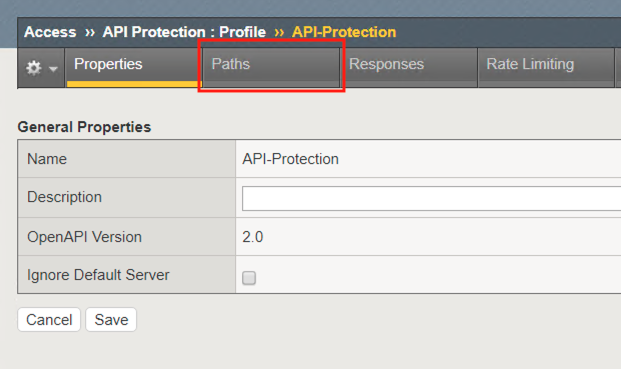 Access ›› API Protection : Profile ›› API-Protection
Properties Paths Responses Rate Limiting
General Properties
Name API-Protection
Description
OpenAPI Version 2.0
Ignore Default Server
Cancel Save